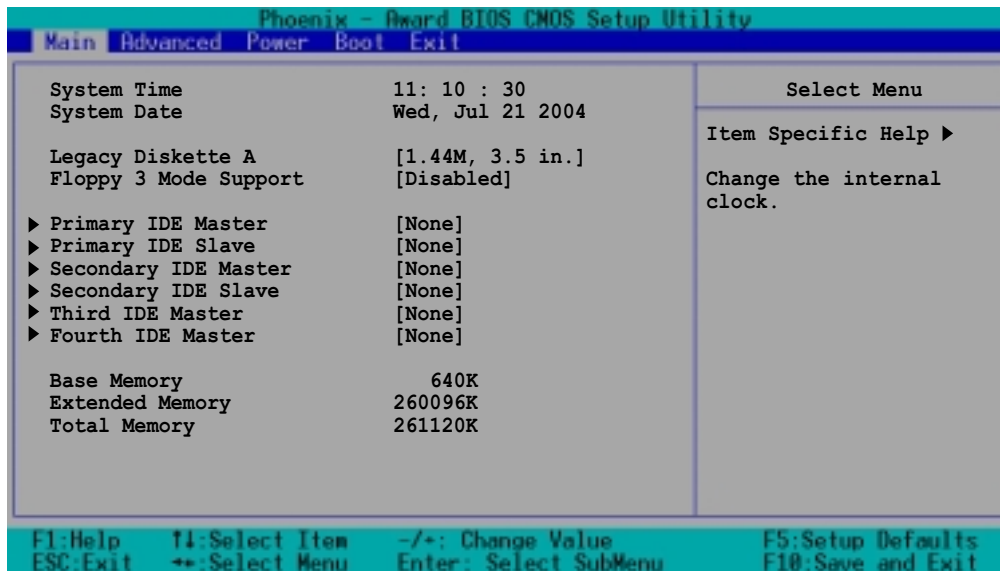 Phoenix - Award BIOS CMOS Setup Utility
Main Advanced Power Boot Exit
System Time 11: 10 : 30
System Date Wed, Jul 21 2004
Legacy Diskette A [1.44M, 3.5 in.]
Floppy 3 Mode Support [Disabled]
Primary IDE Master [None]
Primary IDE Slave [None]
Secondary IDE Master [None]
Secondary IDE Slave [None]
Third IDE Master [None]
Fourth IDE Master [None]
Base Memory 640K
Extended Memory 260096K
Total Memory 261120K
Select Menu
Item Specific Help
Change the internal
clock.
F1:Help ↑↓:Select Item -/+: Change Value F5:Setup Defaults
ESC:Exit ←→:Select Menu Enter: Select SubMenu F10:Save and Exit